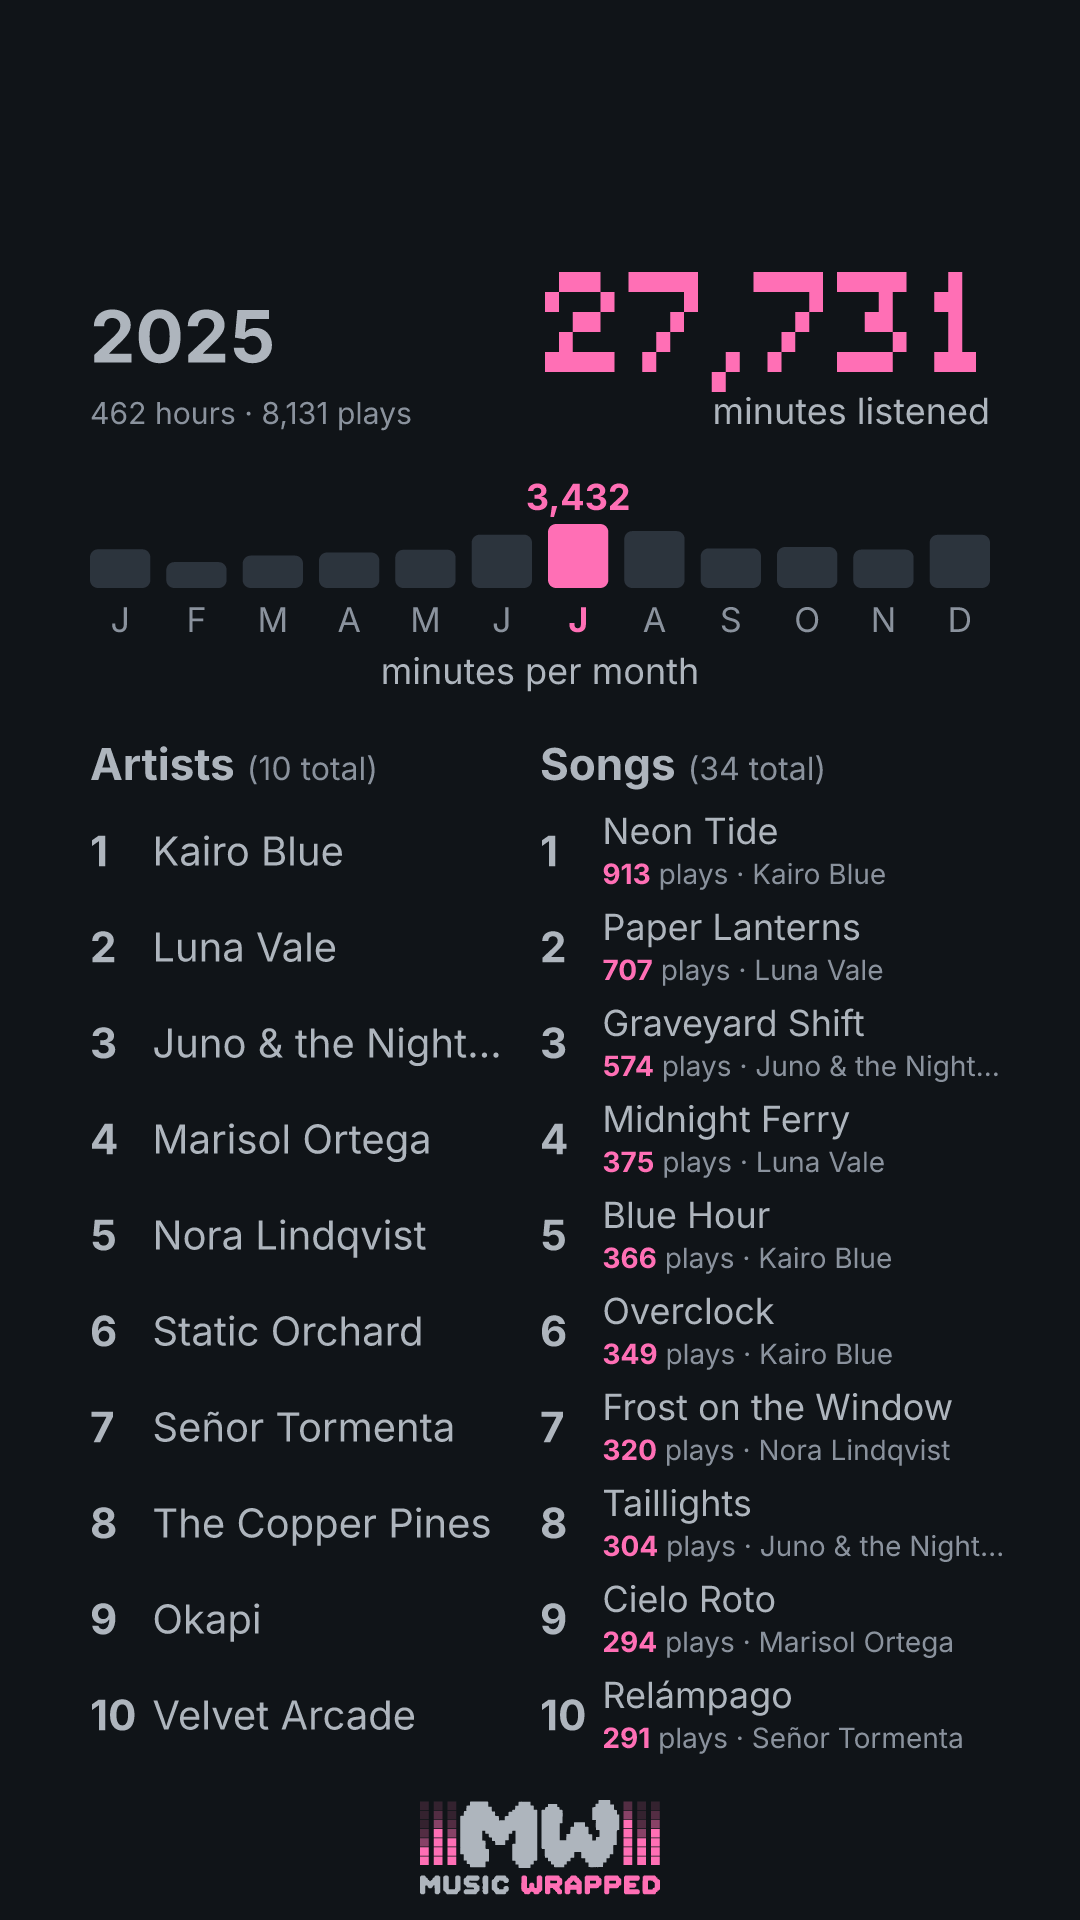 2025
27,731
462 hours · 8,131 plays
minutes listened
3,432
J F M A M J J A S O N D
minutes per month
Artists (10 total)
1 Kairo Blue
2 Luna Vale
3 Juno & the Night...
4 Marisol Ortega
5 Nora Lindqvist
6 Static Orchard
7 Señor Tormenta
8 The Copper Pines
9 Okapi
10 Velvet Arcade
Songs (34 total)
1 Neon Tide
913 plays · Kairo Blue
2 Paper Lanterns
707 plays · Luna Vale
3 Graveyard Shift
574 plays · Juno & the Night...
4 Midnight Ferry
375 plays · Luna Vale
5 Blue Hour
366 plays · Kairo Blue
6 Overclock
349 plays · Kairo Blue
7 Frost on the Window
320 plays · Nora Lindqvist
8 Taillights
304 plays · Juno & the Night...
9 Cielo Roto
294 plays · Marisol Ortega
10 Relámpago
291 plays · Señor Tormenta
MW
MUSIC WRAPPED